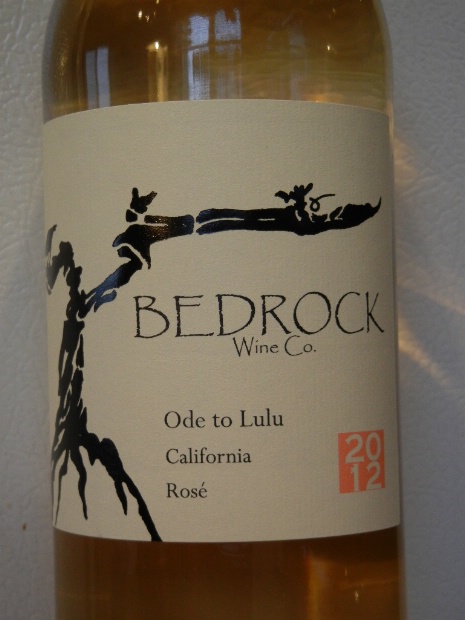 BEDROCK
Wine Co.
Ode to Lulu
California
Rosé
20
12